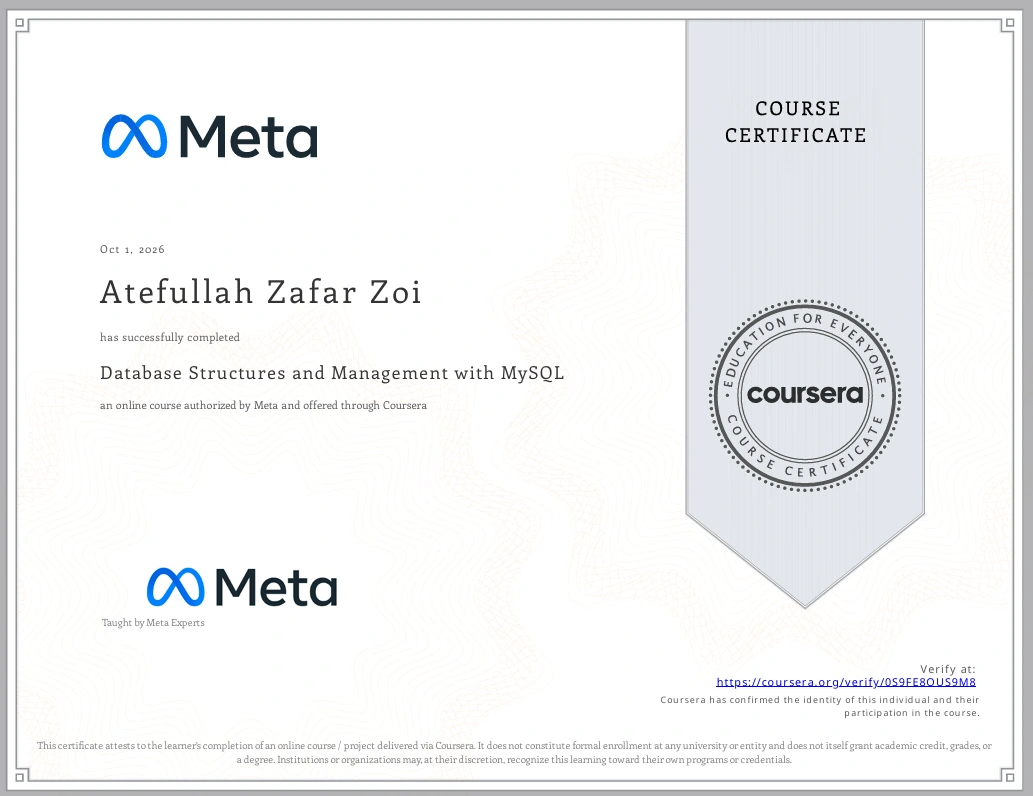 Meta
COURSE
CERTIFICATE
Oct 1, 2026
Atefullah Zafar Zoi
has successfully completed
Database Structures and Management with MySQL
an online course authorized by Meta and offered through Coursera
EDUCATION FOR EVERYONE
coursera
COURSE CERTIFICATE
Meta
Taught by Meta Experts
Verify at:
https://coursera.org/verify/0S9FE8OUS9M8
Coursera has confirmed the identity of this individual and their
participation in the course.
This certificate attests to the learner's completion of an online course / project delivered via Coursera. It does not constitute formal enrollment at any university or entity and does not itself grant academic credit, grades, or
a degree. Institutions or organizations may, at their discretion, recognize this learning toward their own programs or credentials.